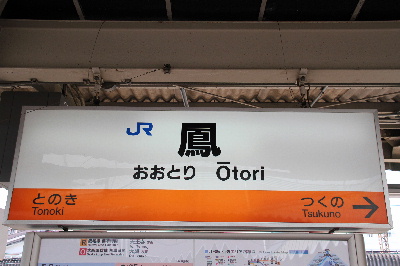 JR 鳳
おおとり Ōtori
とのき つくの
Tonoki Tsukuno →